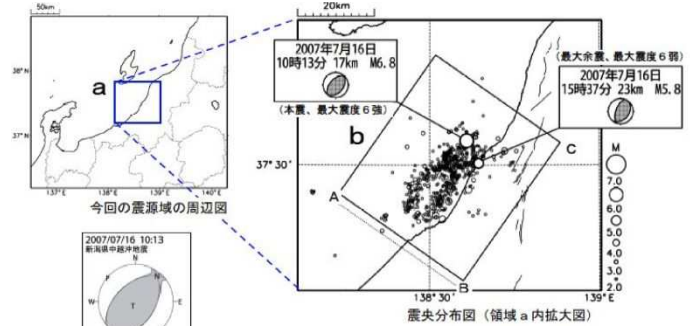 50km
38°N
37°N
137°E
138°E
139°E
140°E
a
今回の震源域の周辺図
20km
2007年7月16日
10時13分 17km M6.8
(本震、最大震度6強)
(最大余震、最大震度6弱)
2007年7月16日
15時37分 23km M5.8
b
37°30'
A
B
C
138°30'
139°E
M
7.0
6.0
5.0
4.0
3.0
2.0
震央分布図(領域a内拡大図)
2007/07/16 10:13
新潟県中越沖地震
N
P
N
W
T
E